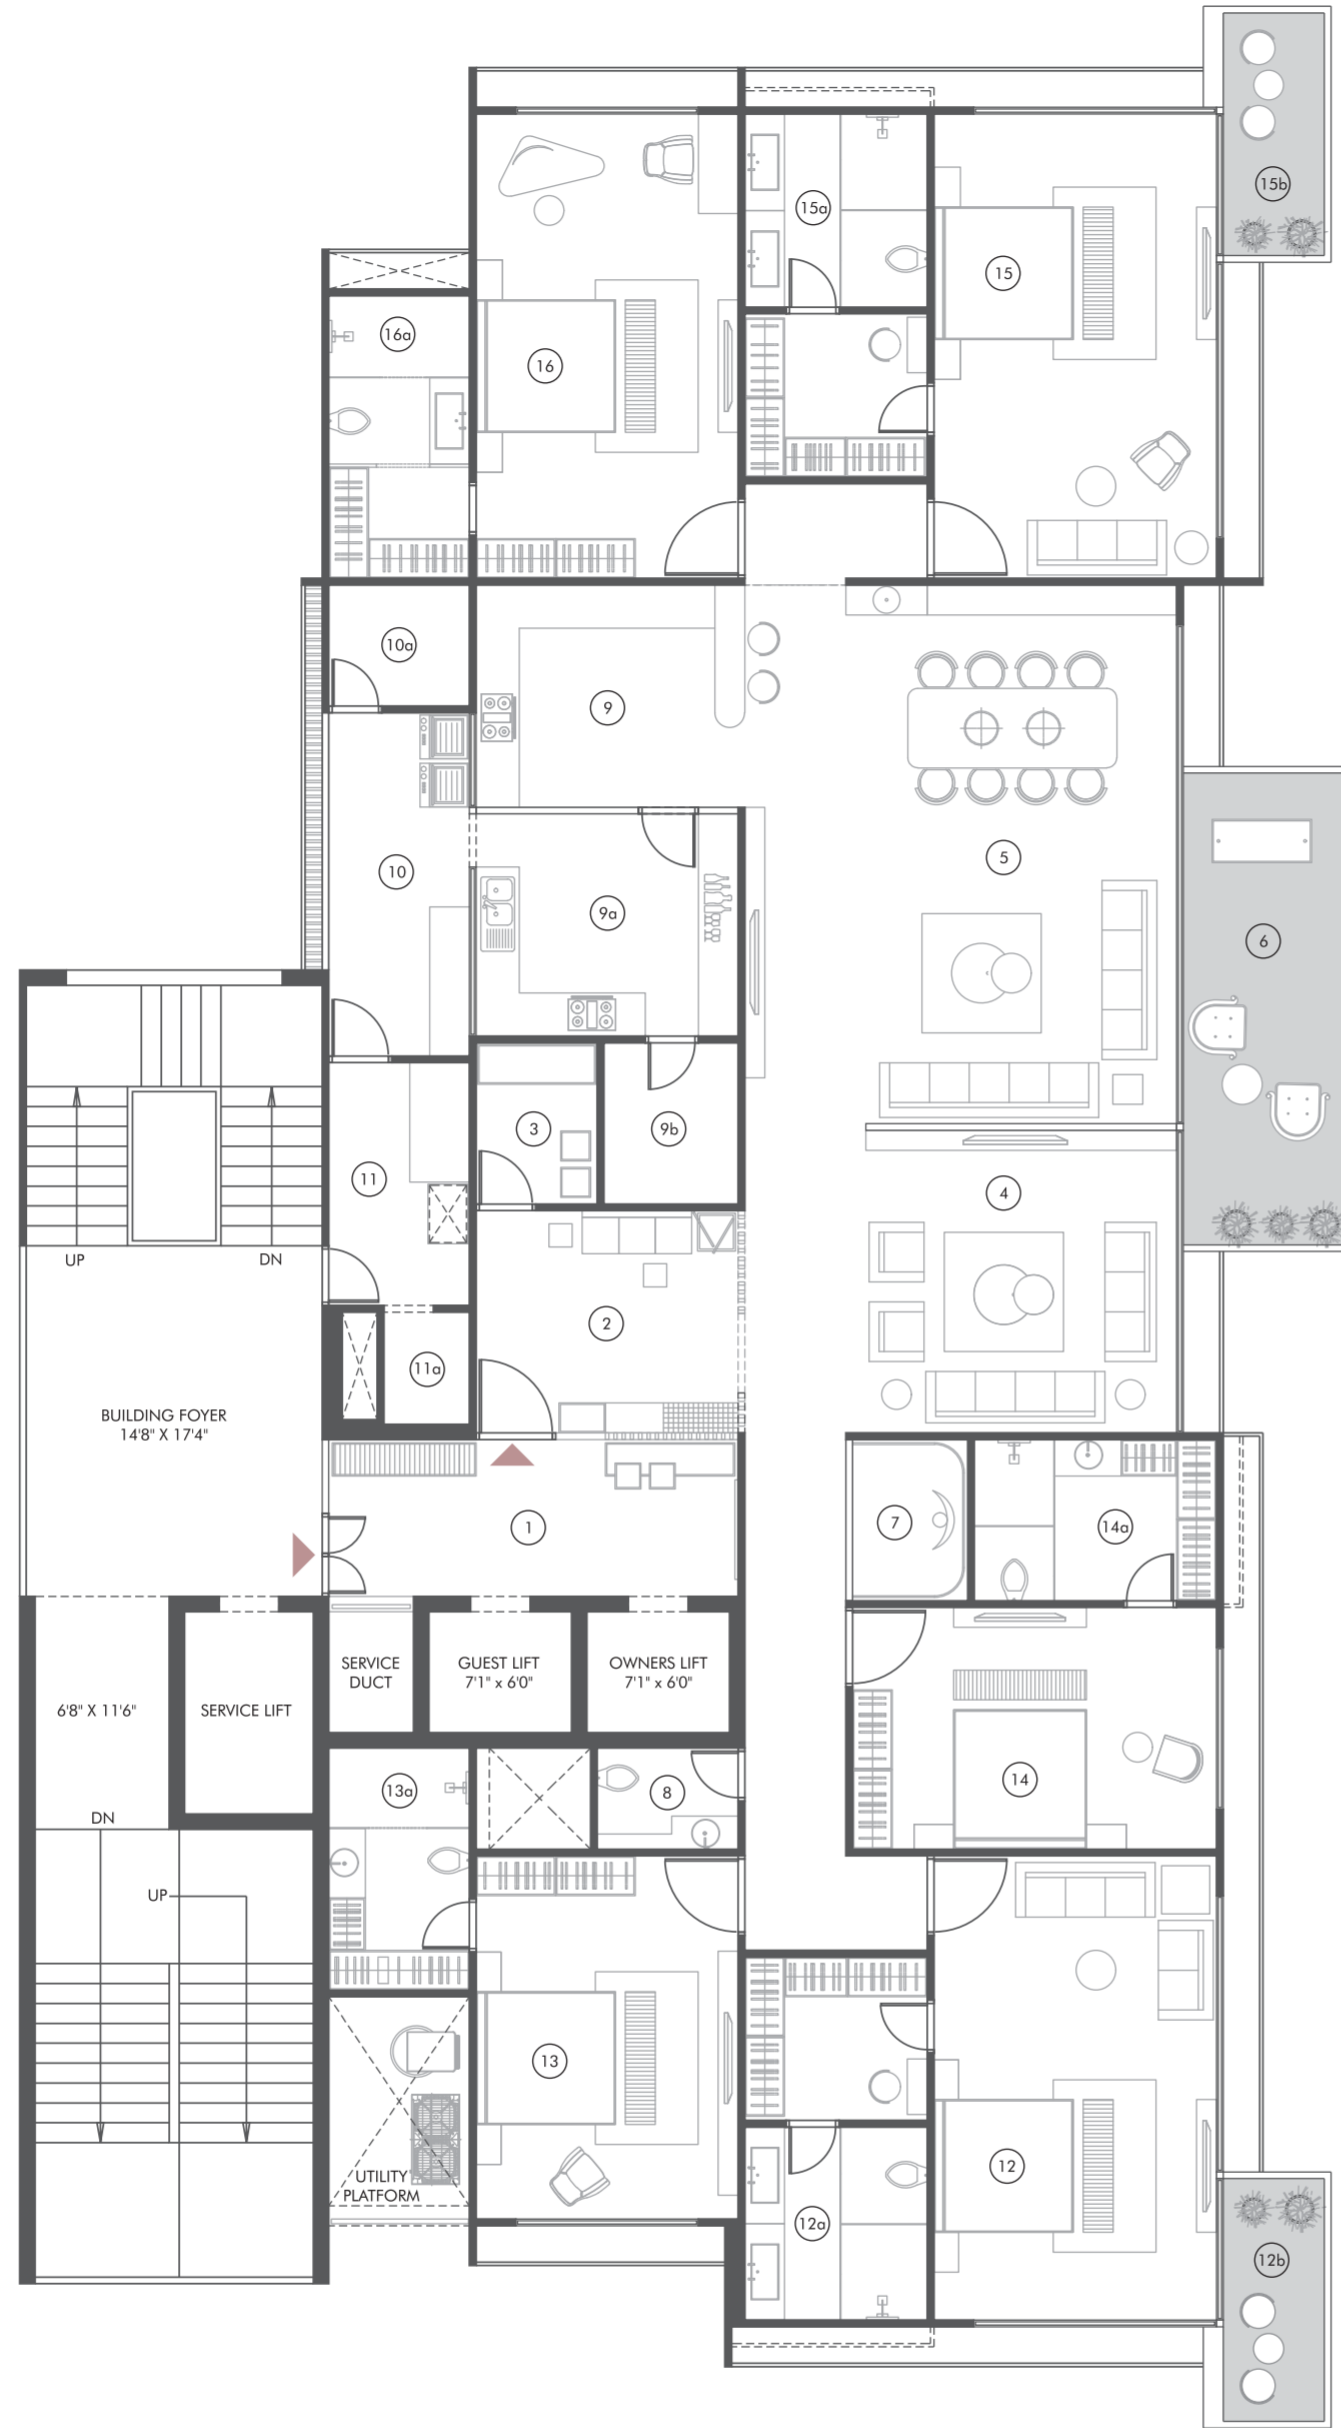 15b
15a
15
16a
16
10a
9
5
10
9a
6
3
9b
11
4
UP
DN
2
11a
BUILDING FOYER
14'8" X 17'4"
7
14a
1
SERVICE
DUCT
GUEST LIFT
7'1" x 6'0"
OWNERS LIFT
7'1" x 6'0"
6'8" X 11'6"
SERVICE LIFT
14
13a
8
DN
UP
13
12
UTILITY
PLATFORM
12a
12b